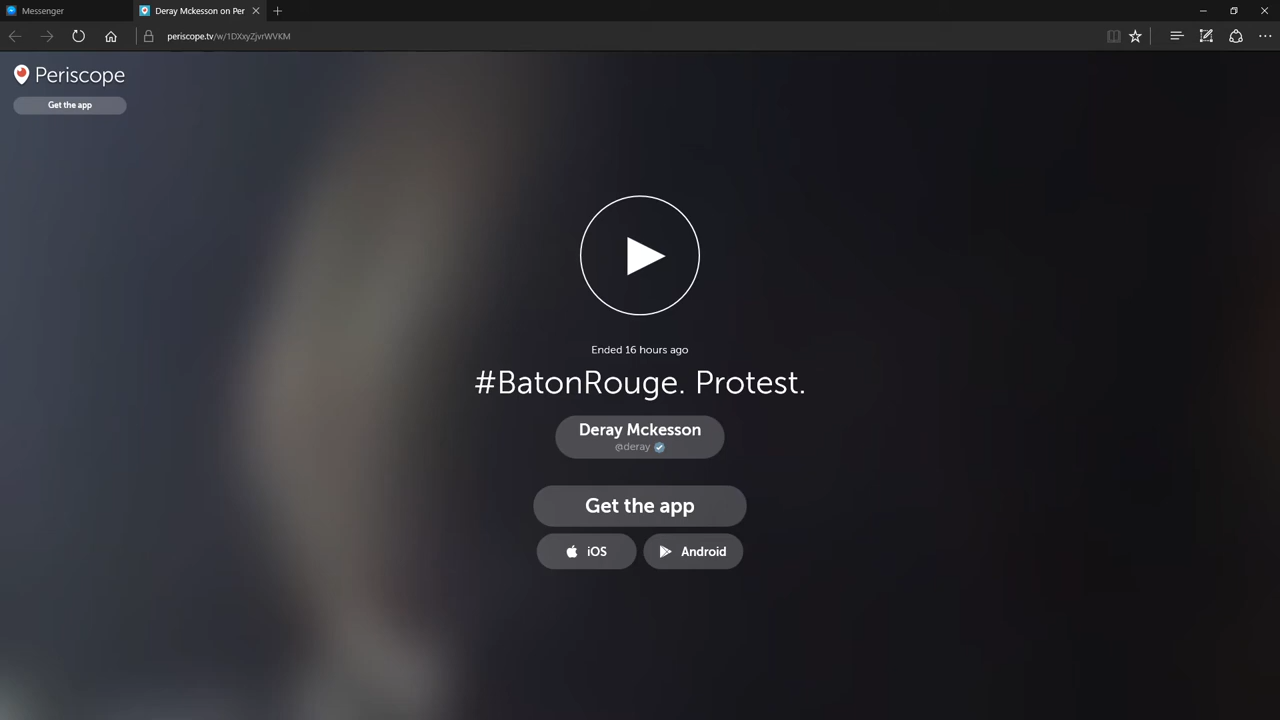 Messenger
Deray Mckesson on Per
periscope.tv/w/1DXxyZjvrWVKM
Periscope
Get the app
Ended 16 hours ago
#BatonRouge. Protest.
Deray Mckesson
@deray
Get the app
iOS
Android